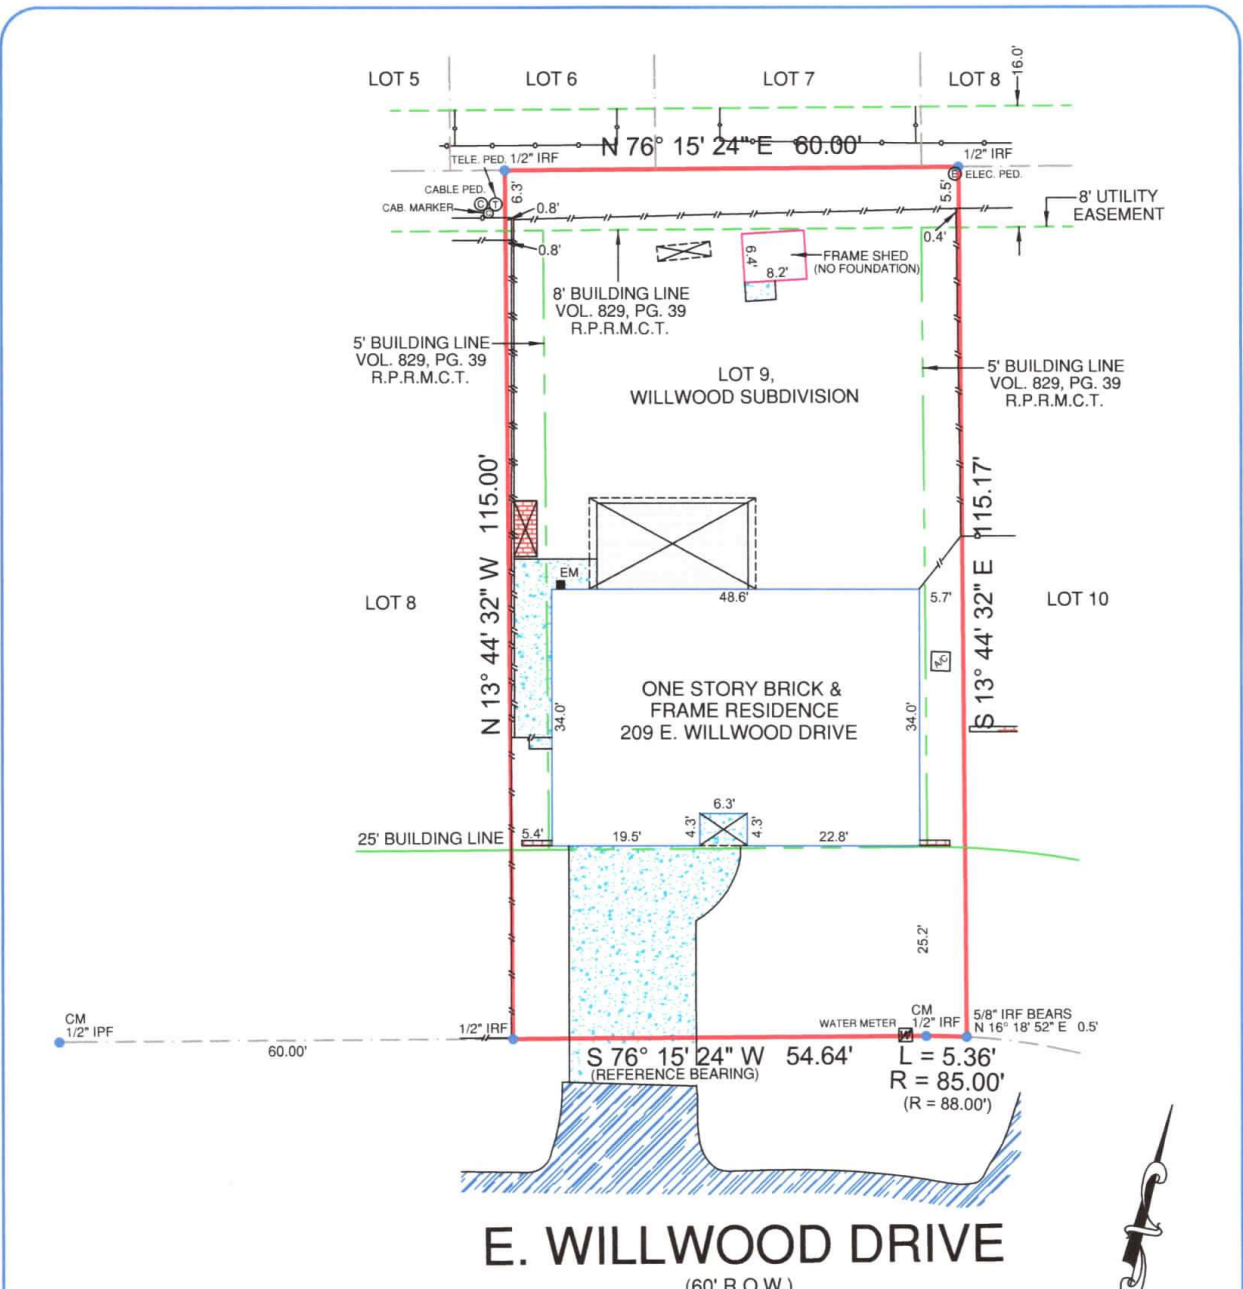 LOT 5
LOT 6
LOT 7
LOT 8
16.0'
N 76° 15' 24" E 60.00'
TELE. PED.
1/2" IRF
1/2" IRF
E
ELEC. PED.
CABLE PED.
C
T
CAB. MARKER
C
6.3'
0.8'
5.5'
8' UTILITY
EASEMENT
0.4'
0.8'
6.4'
8.2'
FRAME SHED
(NO FOUNDATION)
8' BUILDING LINE
VOL. 829, PG. 39
R.P.R.M.C.T.
5' BUILDING LINE
VOL. 829, PG. 39
R.P.R.M.C.T.
5' BUILDING LINE
VOL. 829, PG. 39
R.P.R.M.C.T.
LOT 9,
WILLWOOD SUBDIVISION
N 13° 44' 32" W 115.00'
S 13° 44' 32" E 115.17'
EM
LOT 8
48.6'
5.7'
LOT 10
A/C
34.0'
ONE STORY BRICK &
FRAME RESIDENCE
209 E. WILLWOOD DRIVE
34.0'
6.3'
4.3'
4.3'
25' BUILDING LINE
5.4'
19.5'
22.8'
25.2'
CM
1/2" IPF
60.00'
1/2" IRF
WATER METER
CM
1/2" IRF
5/8" IRF BEARS
N 16° 18' 52" E 0.5'
S 76° 15' 24" W 54.64'
(REFERENCE BEARING)
L = 5.36'
R = 85.00'
(R = 88.00')
E. WILLWOOD DRIVE
(60' R.O.W.)